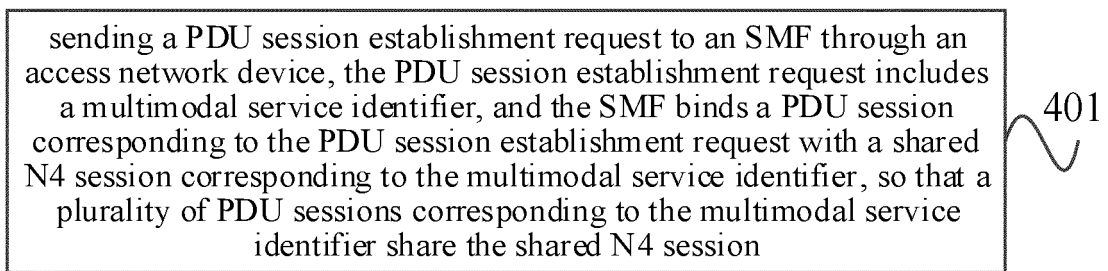 sending a PDU session establishment request to an SMF through an
access network device, the PDU session establishment request includes
a multimodal service identifier, and the SMF binds a PDU session
corresponding to the PDU session establishment request with a shared
N4 session corresponding to the multimodal service identifier, so that a
plurality of PDU sessions corresponding to the multimodal service
identifier share the shared N4 session
401